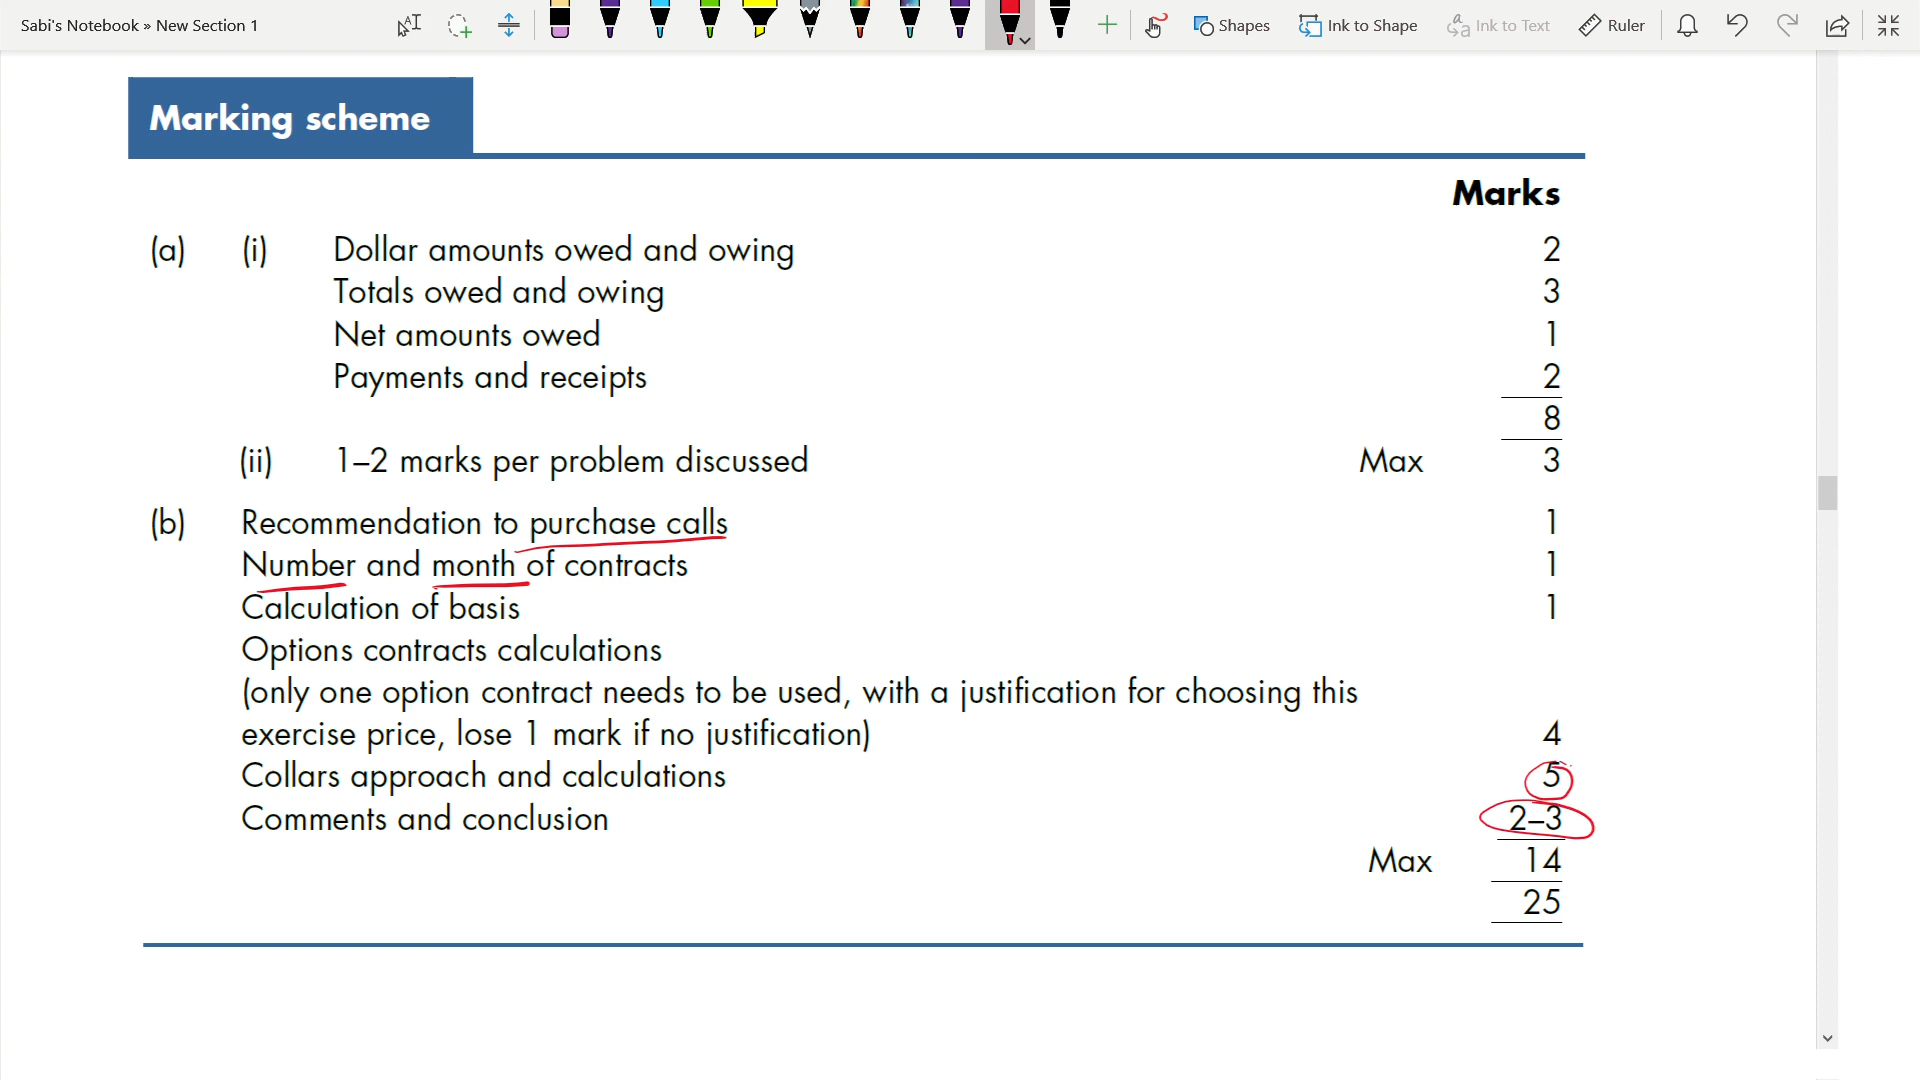 Sabi's Notebook » New Section 1
Shapes
Ink to Shape
Ink to Text
Ruler
Marking scheme
Marks
(a) (i) Dollar amounts owed and owing 2
Totals owed and owing 3
Net amounts owed 1
Payments and receipts 2
8
(ii) 1–2 marks per problem discussed Max 3
(b) Recommendation to purchase calls 1
Number and month of contracts 1
Calculation of basis 1
Options contracts calculations
(only one option contract needs to be used, with a justification for choosing this
exercise price, lose 1 mark if no justification) 4
Collars approach and calculations 5
Comments and conclusion 2–3
Max 14
25